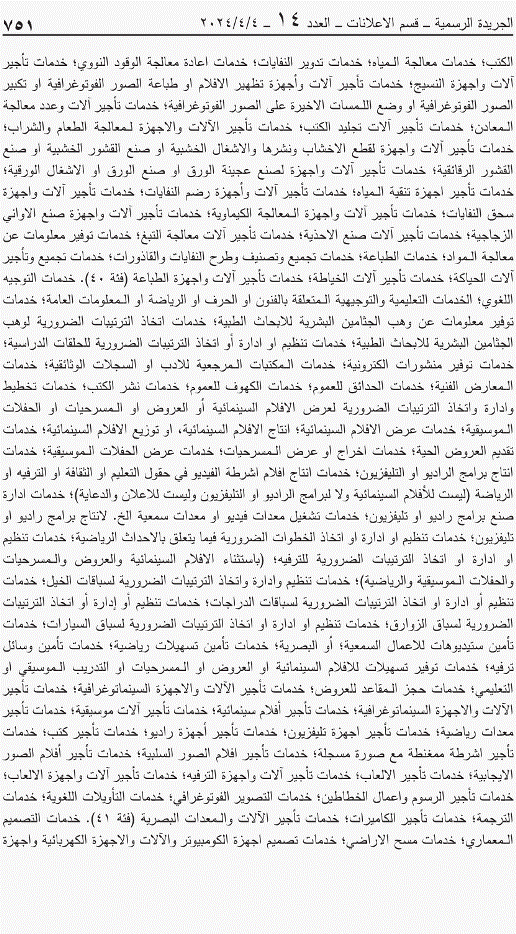 الجريدة الرسمية – قسم الاعلانات – العدد ١٤ – ٢٠٢٤/٤/٤ ٧٥١
الكتب؛ خدمات معالجة المياه؛ خدمات تدوير النفايات؛ خدمات اعادة معالجة الوقود النووي؛ خدمات تأجير
آلات واجهزة النسيج؛ خدمات تأجير آلات وأجهزة تظهير الافلام او طباعة الصور الفوتوغرافية او تكبير
الصور الفوتوغرافية او وضع اللمسات الاخيرة على الصور الفوتوغرافية؛ خدمات تأجير آلات وعدد معالجة
المعادن؛ خدمات تأجير آلات تجليد الكتب؛ خدمات تأجير الآلات والاجهزة لمعالجة الطعام والشراب؛
خدمات تأجير آلات واجهزة لقطع الاخشاب ونشرها والاشغال الخشبية او صنع القشور الخشبية او صنع
القشور الرقائقية؛ خدمات تأجير آلات واجهزة لصنع عجينة الورق او صنع الورق او الاشغال الورقية؛
خدمات تأجير اجهزة تنقية المياه؛ خدمات تأجير آلات وأجهزة رضم النفايات؛ خدمات تأجير آلات واجهزة
سحق النفايات؛ خدمات تأجير آلات واجهزة المعالجة الكيماوية؛ خدمات تأجير آلات واجهزة صنع الاواني
الزجاجية؛ خدمات تأجير آلات صنع الاحذية؛ خدمات تأجير آلات معالجة التبغ؛ خدمات توفير معلومات عن
معالجة المواد؛ خدمات الطباعة؛ خدمات تجميع وتصنيف وطرح النفايات والقاذورات؛ خدمات تجميع وتأجير
آلات الحياكة؛ خدمات تأجير آلات الخياطة؛ خدمات تأجير آلات واجهزة الطباعة (فئة ٤٠). خدمات التوجيه
اللغوي؛ الخدمات التعليمية والتوجيهية المتعلقة بالفنون او الحرف او الرياضة او المعلومات العامة؛ خدمات
توفير معلومات عن وهب الجثامين البشرية للابحاث الطبية؛ خدمات اتخاذ الترتيبات الضرورية لوهب
الجثامين البشرية للابحاث الطبية؛ خدمات تنظيم او ادارة أو اتخاذ الترتيبات الضرورية للحلقات الدراسية؛
خدمات توفير منشورات الكترونية؛ خدمات المكتبات المرجعية للادب او السجلات الوثائقية؛ خدمات
المعارض الفنية؛ خدمات الحدائق للعموم؛ خدمات الكهوف للعموم؛ خدمات نشر الكتب؛ خدمات تخطيط
وادارة واتخاذ الترتيبات الضرورية لعرض الافلام السينمائية أو العروض او المسرحيات او الحفلات
الموسيقية؛ خدمات عرض الافلام السينمائية؛ انتاج الافلام السينمائية، او توزيع الافلام السينمائية؛ خدمات
تقديم العروض الحية؛ خدمات اخراج او عرض المسرحيات؛ خدمات عرض الحفلات الموسيقية؛ خدمات
انتاج برامج الراديو او التليفزيون؛ خدمات انتاج افلام اشرطة الفيديو في حقول التعليم او الثقافة او الترفيه او
الرياضة (ليست للأفلام السينمائية ولا لبرامج الراديو او التليفزيون وليست للاعلان والدعاية)؛ خدمات ادارة
صنع برامج راديو او تليفزيون؛ خدمات تشغيل معدات فيديو او معدات سمعية الخ. لانتاج برامج راديو او
تليفزيون؛ خدمات تنظيم او ادارة او اتخاذ الخطوات الضرورية فيما يتعلق بالاحداث الرياضية؛ خدمات تنظيم
او ادارة او اتخاذ الترتيبات الضرورية للترفيه؛ (باستثناء الافلام السينمائية والعروض والمسرحيات
والحفلات الموسيقية والرياضية)؛ خدمات تنظيم وادارة واتخاذ الترتيبات الضرورية لسباقات الخيل؛ خدمات
تنظيم أو ادارة او اتخاذ الترتيبات الضرورية لسباقات الدراجات؛ خدمات تنظيم أو إدارة أو اتخاذ الترتيبات
الضرورية لسباق الزوارق؛ خدمات تنظيم او ادارة او اتخاذ الترتيبات الضرورية لسباق السيارات؛ خدمات
تأمين ستيديوهات للاعمال السمعية؛ أو البصرية؛ خدمات تأمين تسهيلات رياضية؛ خدمات تأمين وسائل
ترفيه؛ خدمات توفير تسهيلات للافلام السينمائية او العروض او المسرحيات او التدريب الموسيقي او
التعليمي؛ خدمات حجز المقاعد للعروض؛ خدمات تأجير الآلات والاجهزة السينماتوغرافية؛ خدمات تأجير
الآلات والاجهزة السينماتوغرافية؛ خدمات تأجير أفلام سينمائية؛ خدمات تأجير آلات موسيقية؛ خدمات تأجير
معدات رياضية؛ خدمات تأجير اجهزة تليفزيون؛ خدمات تأجير أجهزة راديو؛ خدمات تأجير كتب؛ خدمات
تأجير اشرطة ممغنطة مع صورة مسجلة؛ خدمات تأجير افلام الصور السلبية؛ خدمات تأجير أفلام الصور
الايجابية؛ خدمات تأجير الالعاب؛ خدمات تأجير آلات واجهزة الترفيه؛ خدمات تأجير آلات واجهزة الالعاب؛
خدمات تأجير الرسوم واعمال الخطاطين؛ خدمات التصوير الفوتوغرافي؛ خدمات التأويلات اللغوية؛ خدمات
الترجمة؛ خدمات تأجير الكاميرات؛ خدمات تأجير الآلات والمعدات البصرية (فئة ٤١). خدمات التصميم
المعماري؛ خدمات مسح الاراضي؛ خدمات تصميم اجهزة الكومبيوتر والآلات والاجهزة الكهربائية واجهزة